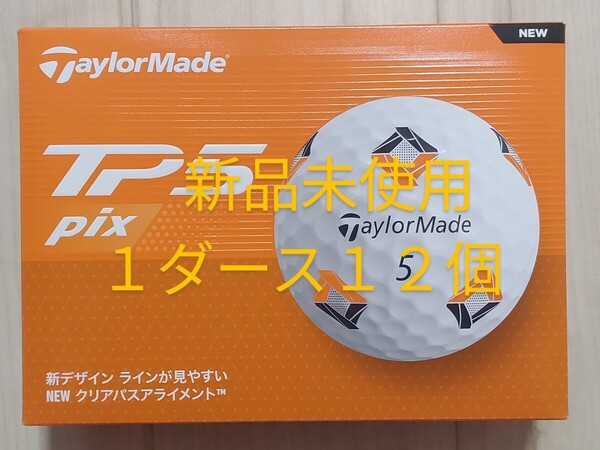 NEW
TaylorMade
TP5
pix
新品未使用
TaylorMade
5
１ダース１２個
新デザイン ラインが見やすい
NEW クリアパスアライメント™